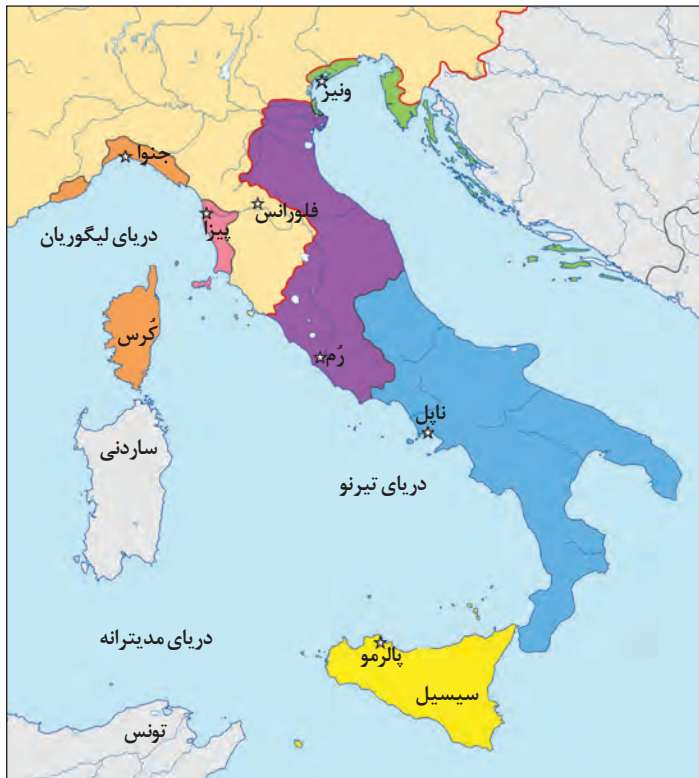 ونیز
جنوا
فلورانس
پیزا
دریای لیگوریان
کُرس
رُم
ناپل
ساردنی
دریای تیرنو
دریای مدیترانه
پالرمو
سیسیل
تونس